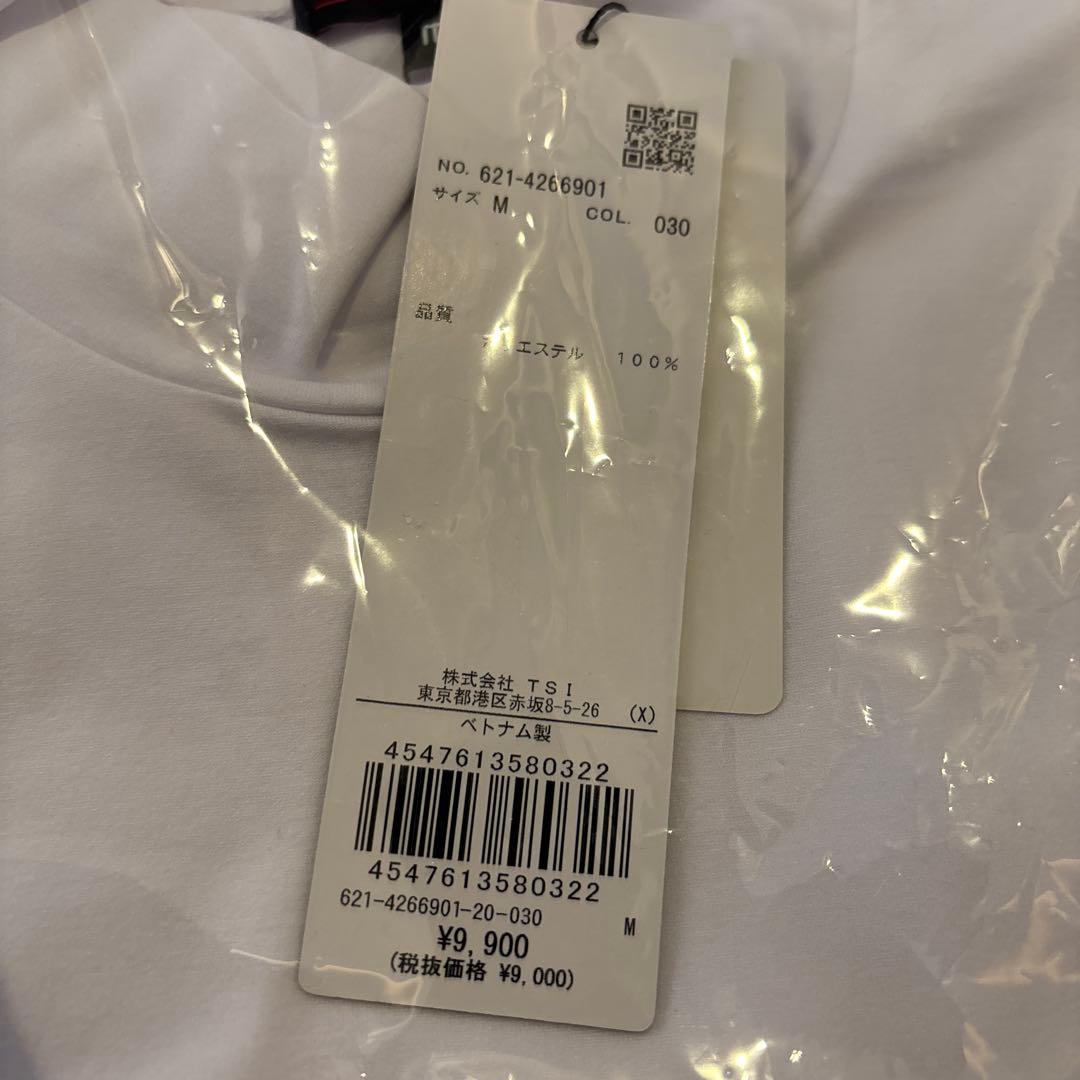 NO. 621-4266901
サイズ M COL. 030
品質
ポリエステル 100%
株式会社 TSI
東京都港区赤坂8-5-26 (X)
ベトナム製
4547613580322
4547613580322
621-4266901-20-030 M
¥9,900
(税抜価格 ¥9,000)